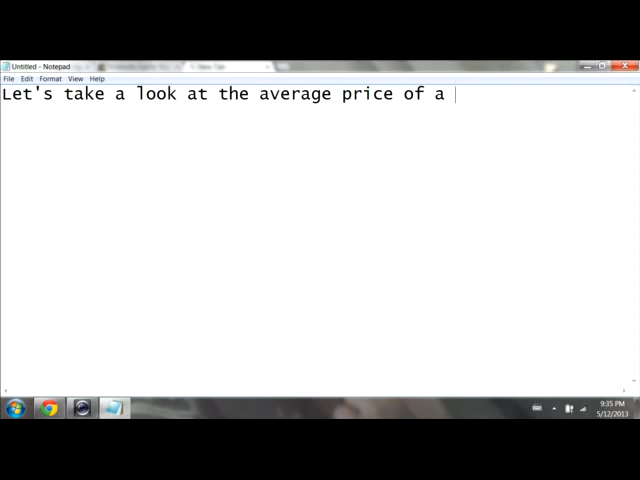 Untitled - Notepad
File Edit Format View Help
Let's take a look at the average price of a
9:35 PM
5/12/2013